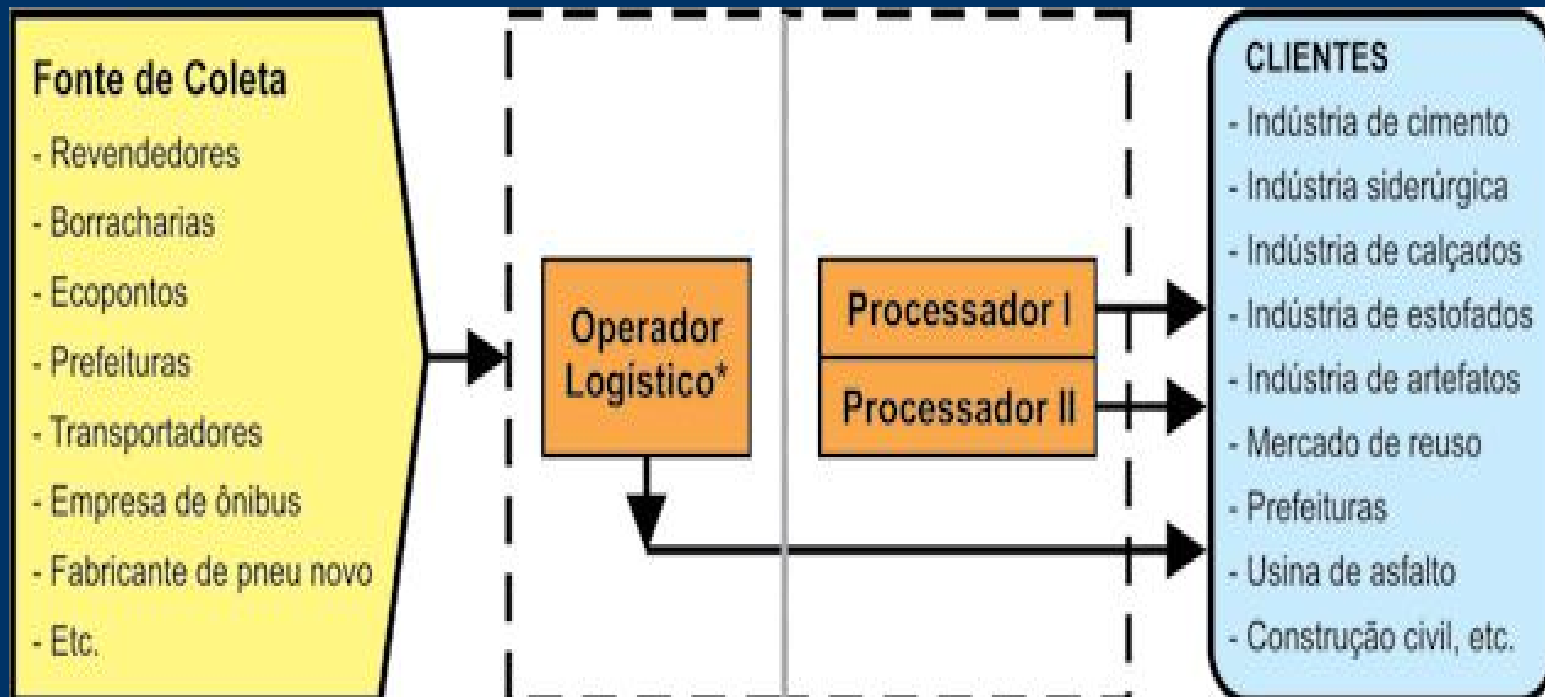 Fonte de Coleta
- Revendedores
- Borracharias
- Ecopontos
- Prefeituras
- Transportadores
- Empresa de ônibus
- Fabricante de pneu novo
- Etc.
Operador
Logístico*
Processador I
Processador II
CLIENTES
- Indústria de cimento
- Indústria siderúrgica
- Indústria de calçados
- Indústria de estofados
- Indústria de artefatos
- Mercado de reuso
- Prefeituras
- Usina de asfalto
- Construção civil, etc.